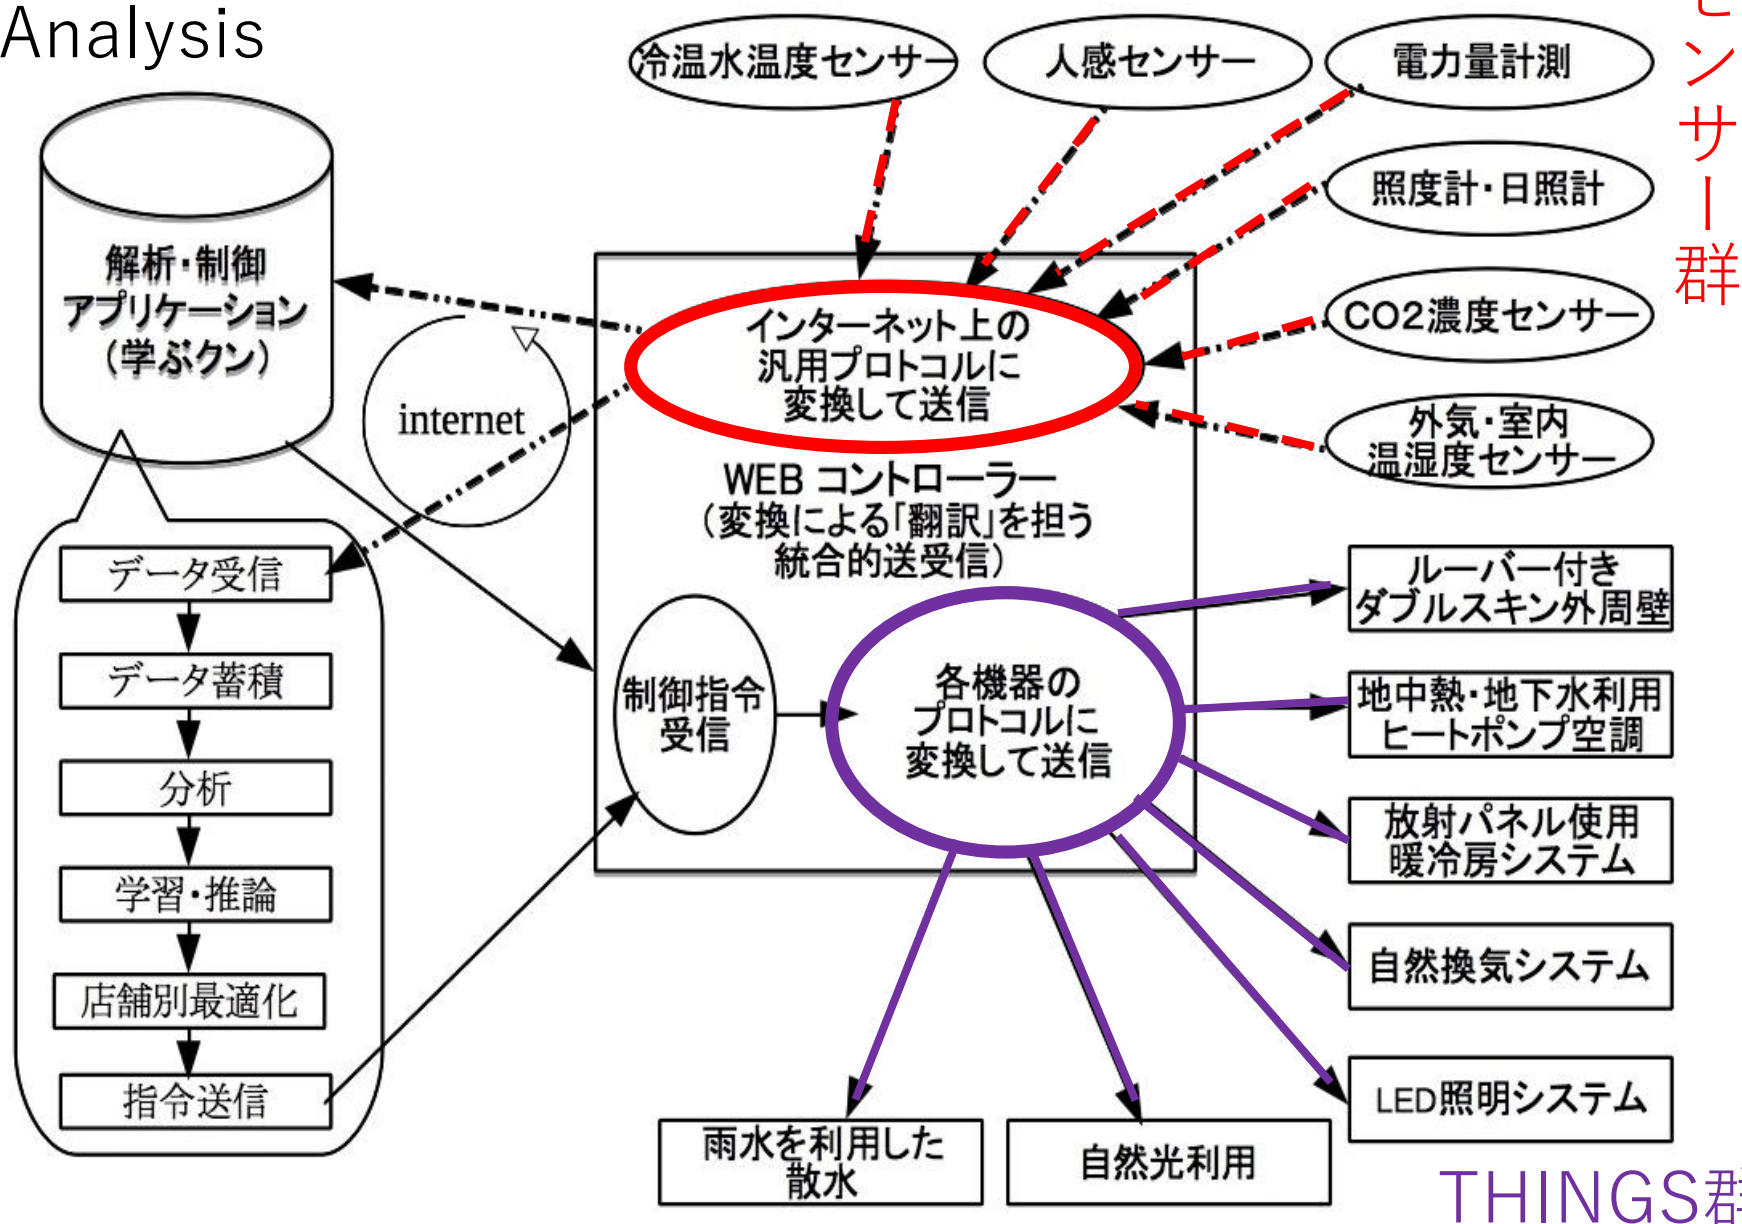 Analysis
冷温水温度センサー
人感センサー
電力量計測
センサー群
照度計・日照計
CO2濃度センサー
外気・室内
温湿度センサー
解析・制御
アプリケーション
（学ぶクン）
internet
インターネット上の
汎用プロトコルに
変換して送信
WEB コントローラー
（変換による「翻訳」を担う
統合的送受信）
データ受信
データ蓄積
分析
学習・推論
店舗別最適化
指令送信
制御指令
受信
各機器の
プロトコルに
変換して送信
ルーバー付き
ダブルスキン外周壁
地中熱・地下水利用
ヒートポンプ空調
放射パネル使用
暖冷房システム
自然換気システム
LED照明システム
雨水を利用した
散水
自然光利用
THINGS群